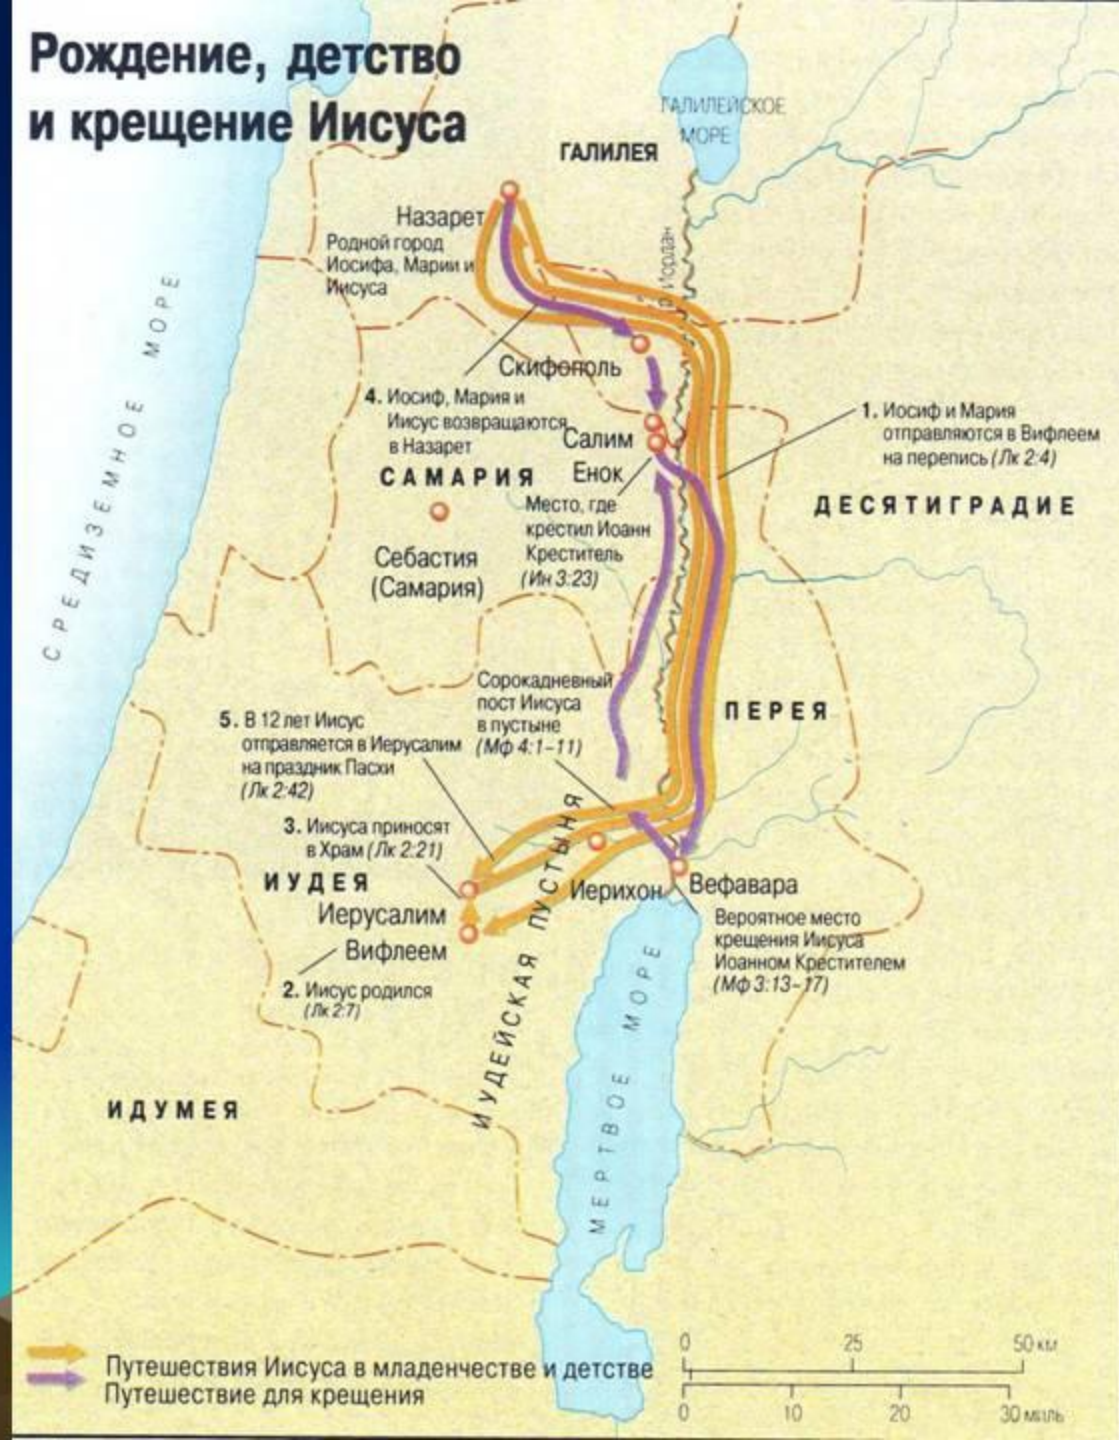 Рождение, детство
и крещение Иисуса
ГАЛИЛЕЙСКОЕ
МОРЕ
ГАЛИЛЕЯ
Назарет
Родной город
Иосифа, Марии и
Иисуса
р. Иордан
СРЕДИЗЕМНОЕ МОРЕ
Скифополь
4. Иосиф, Мария и
Иисус возвращаются
в Назарет
1. Иосиф и Мария
отправляются в Вифлеем
на перепись (Лк 2:4)
Салим
САМАРИЯ
Енок
ДЕСЯТИГРАДИЕ
Место, где
крестил Иоанн
Креститель
(Ин 3:23)
Себастия
(Самария)
Сорокадневный
пост Иисуса
в пустыне
(Мф 4:1–11)
ПЕРЕЯ
5. В 12 лет Иисус
отправляется в Иерусалим
на праздник Пасхи
(Лк 2:42)
3. Иисуса приносят
в Храм (Лк 2:21)
ИУДЕЯ
Иерихон
Вефавара
Иерусалим
Вероятное место
крещения Иисуса
Иоанном Крестителем
(Мф 3:13–17)
Вифлеем
2. Иисус родился
(Лк 2:7)
ИУДЕЙСКАЯ ПУСТЫНЯ
МЕРТВОЕ МОРЕ
ИДУМЕЯ
Путешествия Иисуса в младенчестве и детстве
Путешествие для крещения
0 25 50 км
0 10 20 30 миль